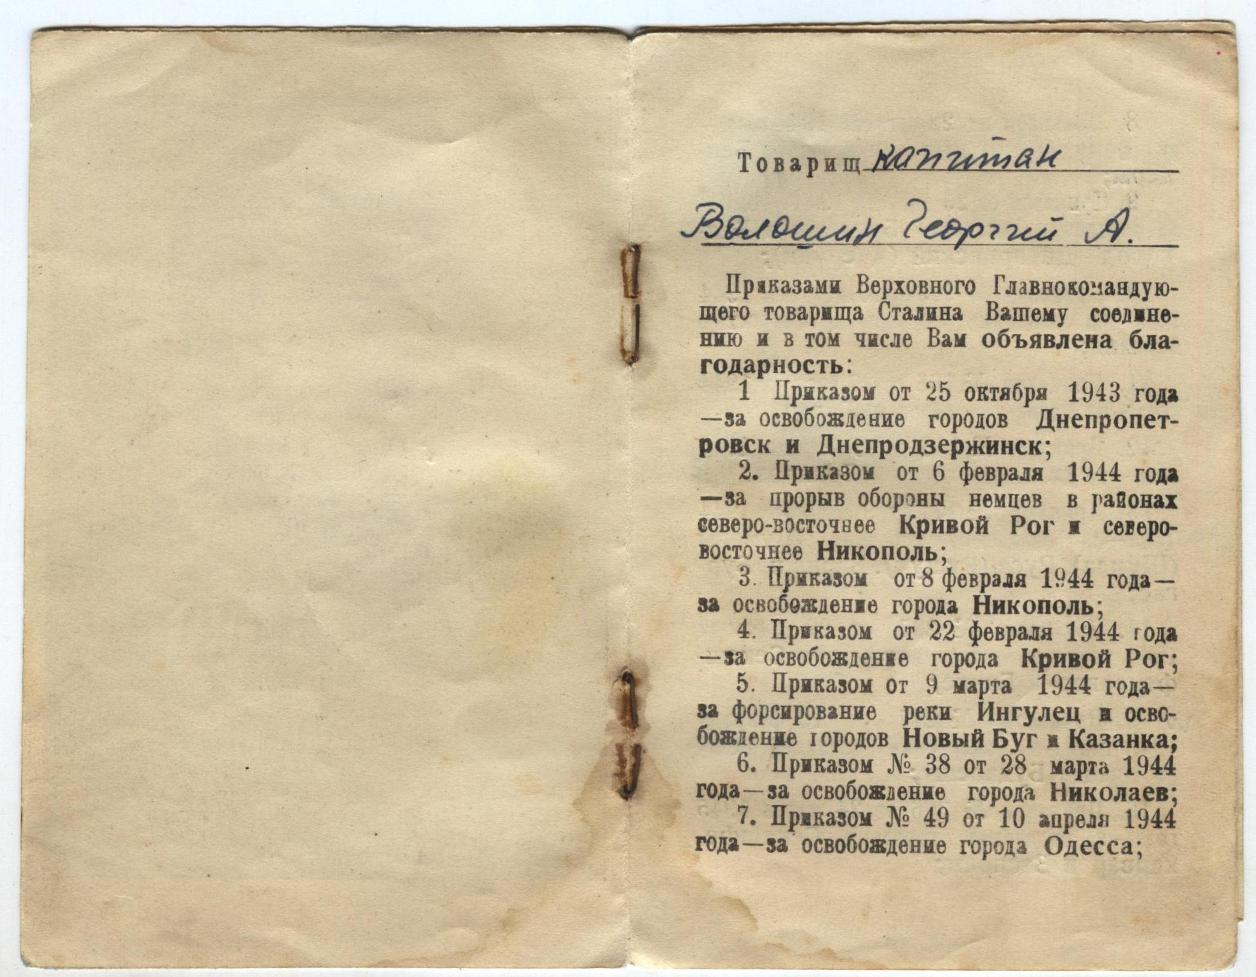 Товарищ капитан
Волошин Георгий А.
Приказами Верховного Главнокомандую-
щего товарища Сталина Вашему соедине-
нию и в том числе Вам объявлена бла-
годарность:
1 Приказом от 25 октября 1943 года
—за освобождение городов Днепропет-
ровск и Днепродзержинск;
2. Приказом от 6 февраля 1944 года
—за прорыв обороны немцев в районах
северо-восточнее Кривой Рог и северо-
восточнее Никополь;
3. Приказом от 8 февраля 1944 года—
за освобождение города Никополь;
4. Приказом от 22 февраля 1944 года
—за освобождение города Кривой Рог;
5. Приказом от 9 марта 1944 года—
за форсирование реки Ингулец и осво-
бождение городов Новый Буг и Казанка;
6. Приказом № 38 от 28 марта 1944
года—за освобождение города Николаев;
7. Приказом № 49 от 10 апреля 1944
года—за освобождение города Одесса;